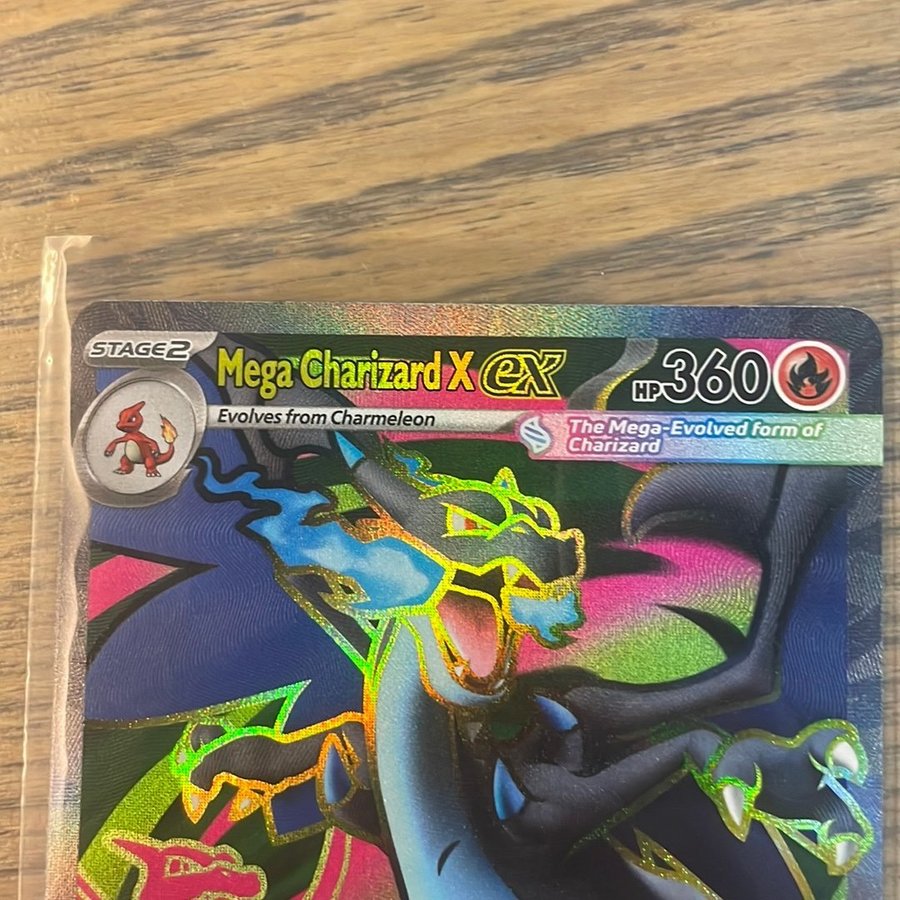 STAGE2
Mega Charizard X ex HP360
Evolves from Charmeleon
The Mega-Evolved form of
Charizard